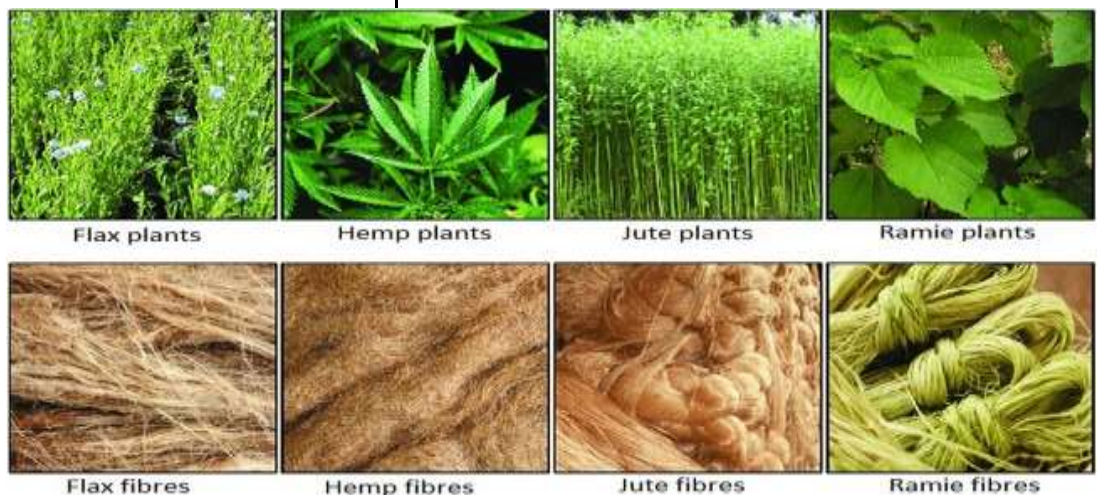 Flax plants
Hemp plants
Jute plants
Ramie plants
Flax fibres
Hemp fibres
Jute fibres
Ramie fibres